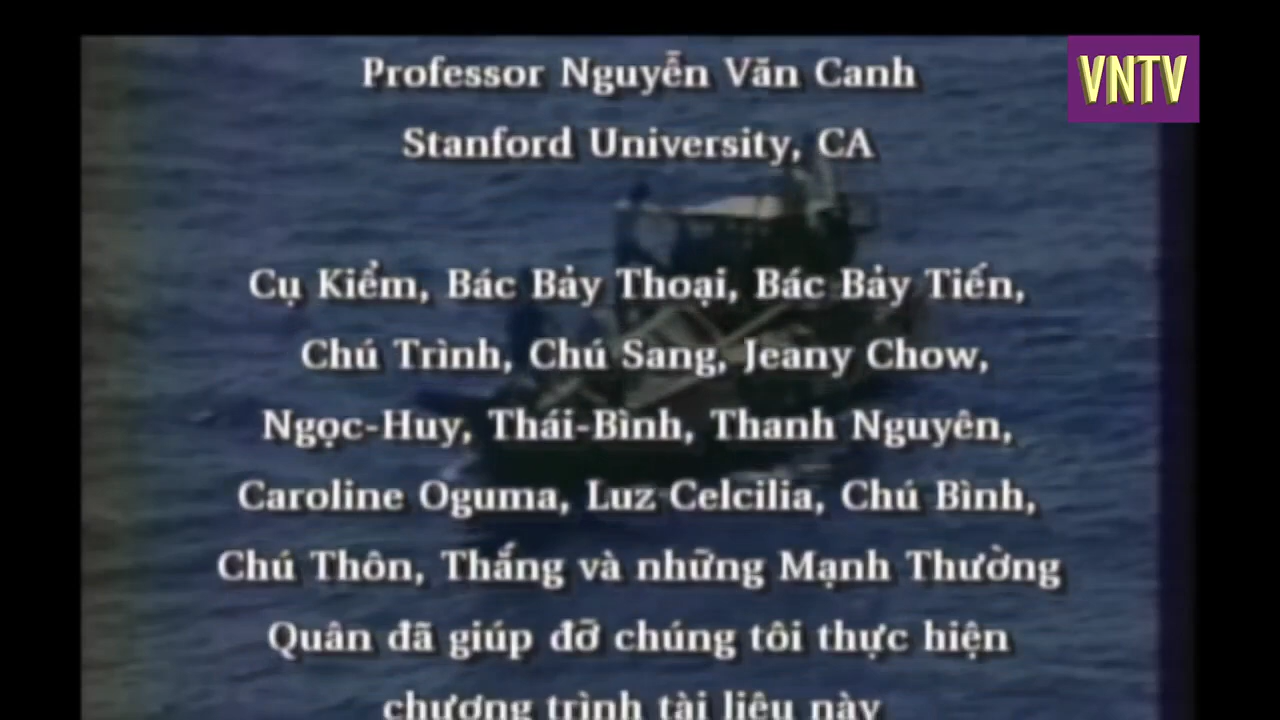 Professor Nguyễn Văn Canh
VNTV
Stanford University, CA
Cụ Kiểm, Bác Bảy Thoại, Bác Bảy Tiến,
Chú Trình, Chú Sang, Jeany Chow,
Ngọc-Huy, Thái-Bình, Thanh Nguyên,
Caroline Oguma, Luz Celcilia, Chú Bình,
Chú Thôn, Thắng và những Mạnh Thường
Quân đã giúp đỡ chúng tôi thực hiện
chương trình tài liệu này